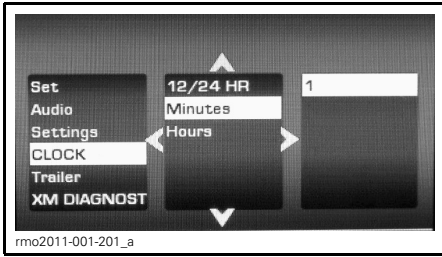 Set
Audio
Settings
CLOCK
Trailer
XM DIAGNOST
12/24 HR
Minutes
Hours
1
rmo2011-001-201_a